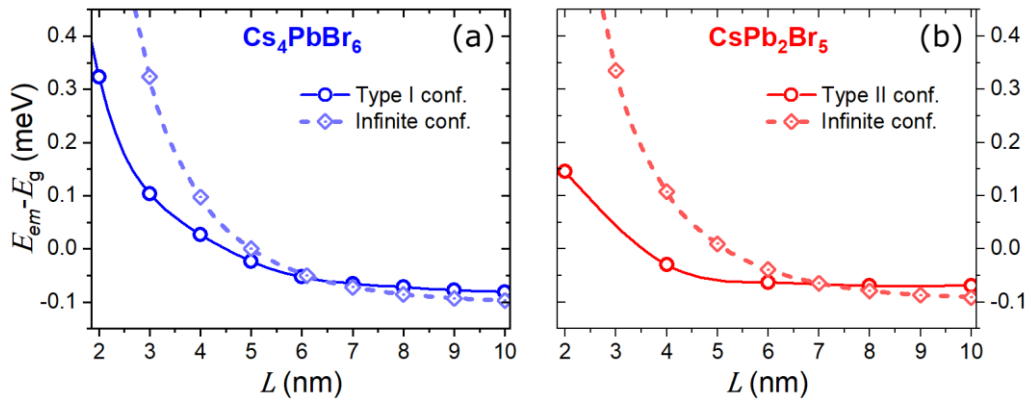 Cs₄PbBr₆ (a)
Type I conf.
Infinite conf.
E_em-E_g (meV)
0.4
0.3
0.2
0.1
0.0
-0.1
2 3 4 5 6 7 8 9 10
L (nm)
CsPb₂Br₅ (b)
Type II conf.
Infinite conf.
0.4
0.3
0.2
0.1
0.0
-0.1
2 3 4 5 6 7 8 9 10
L (nm)